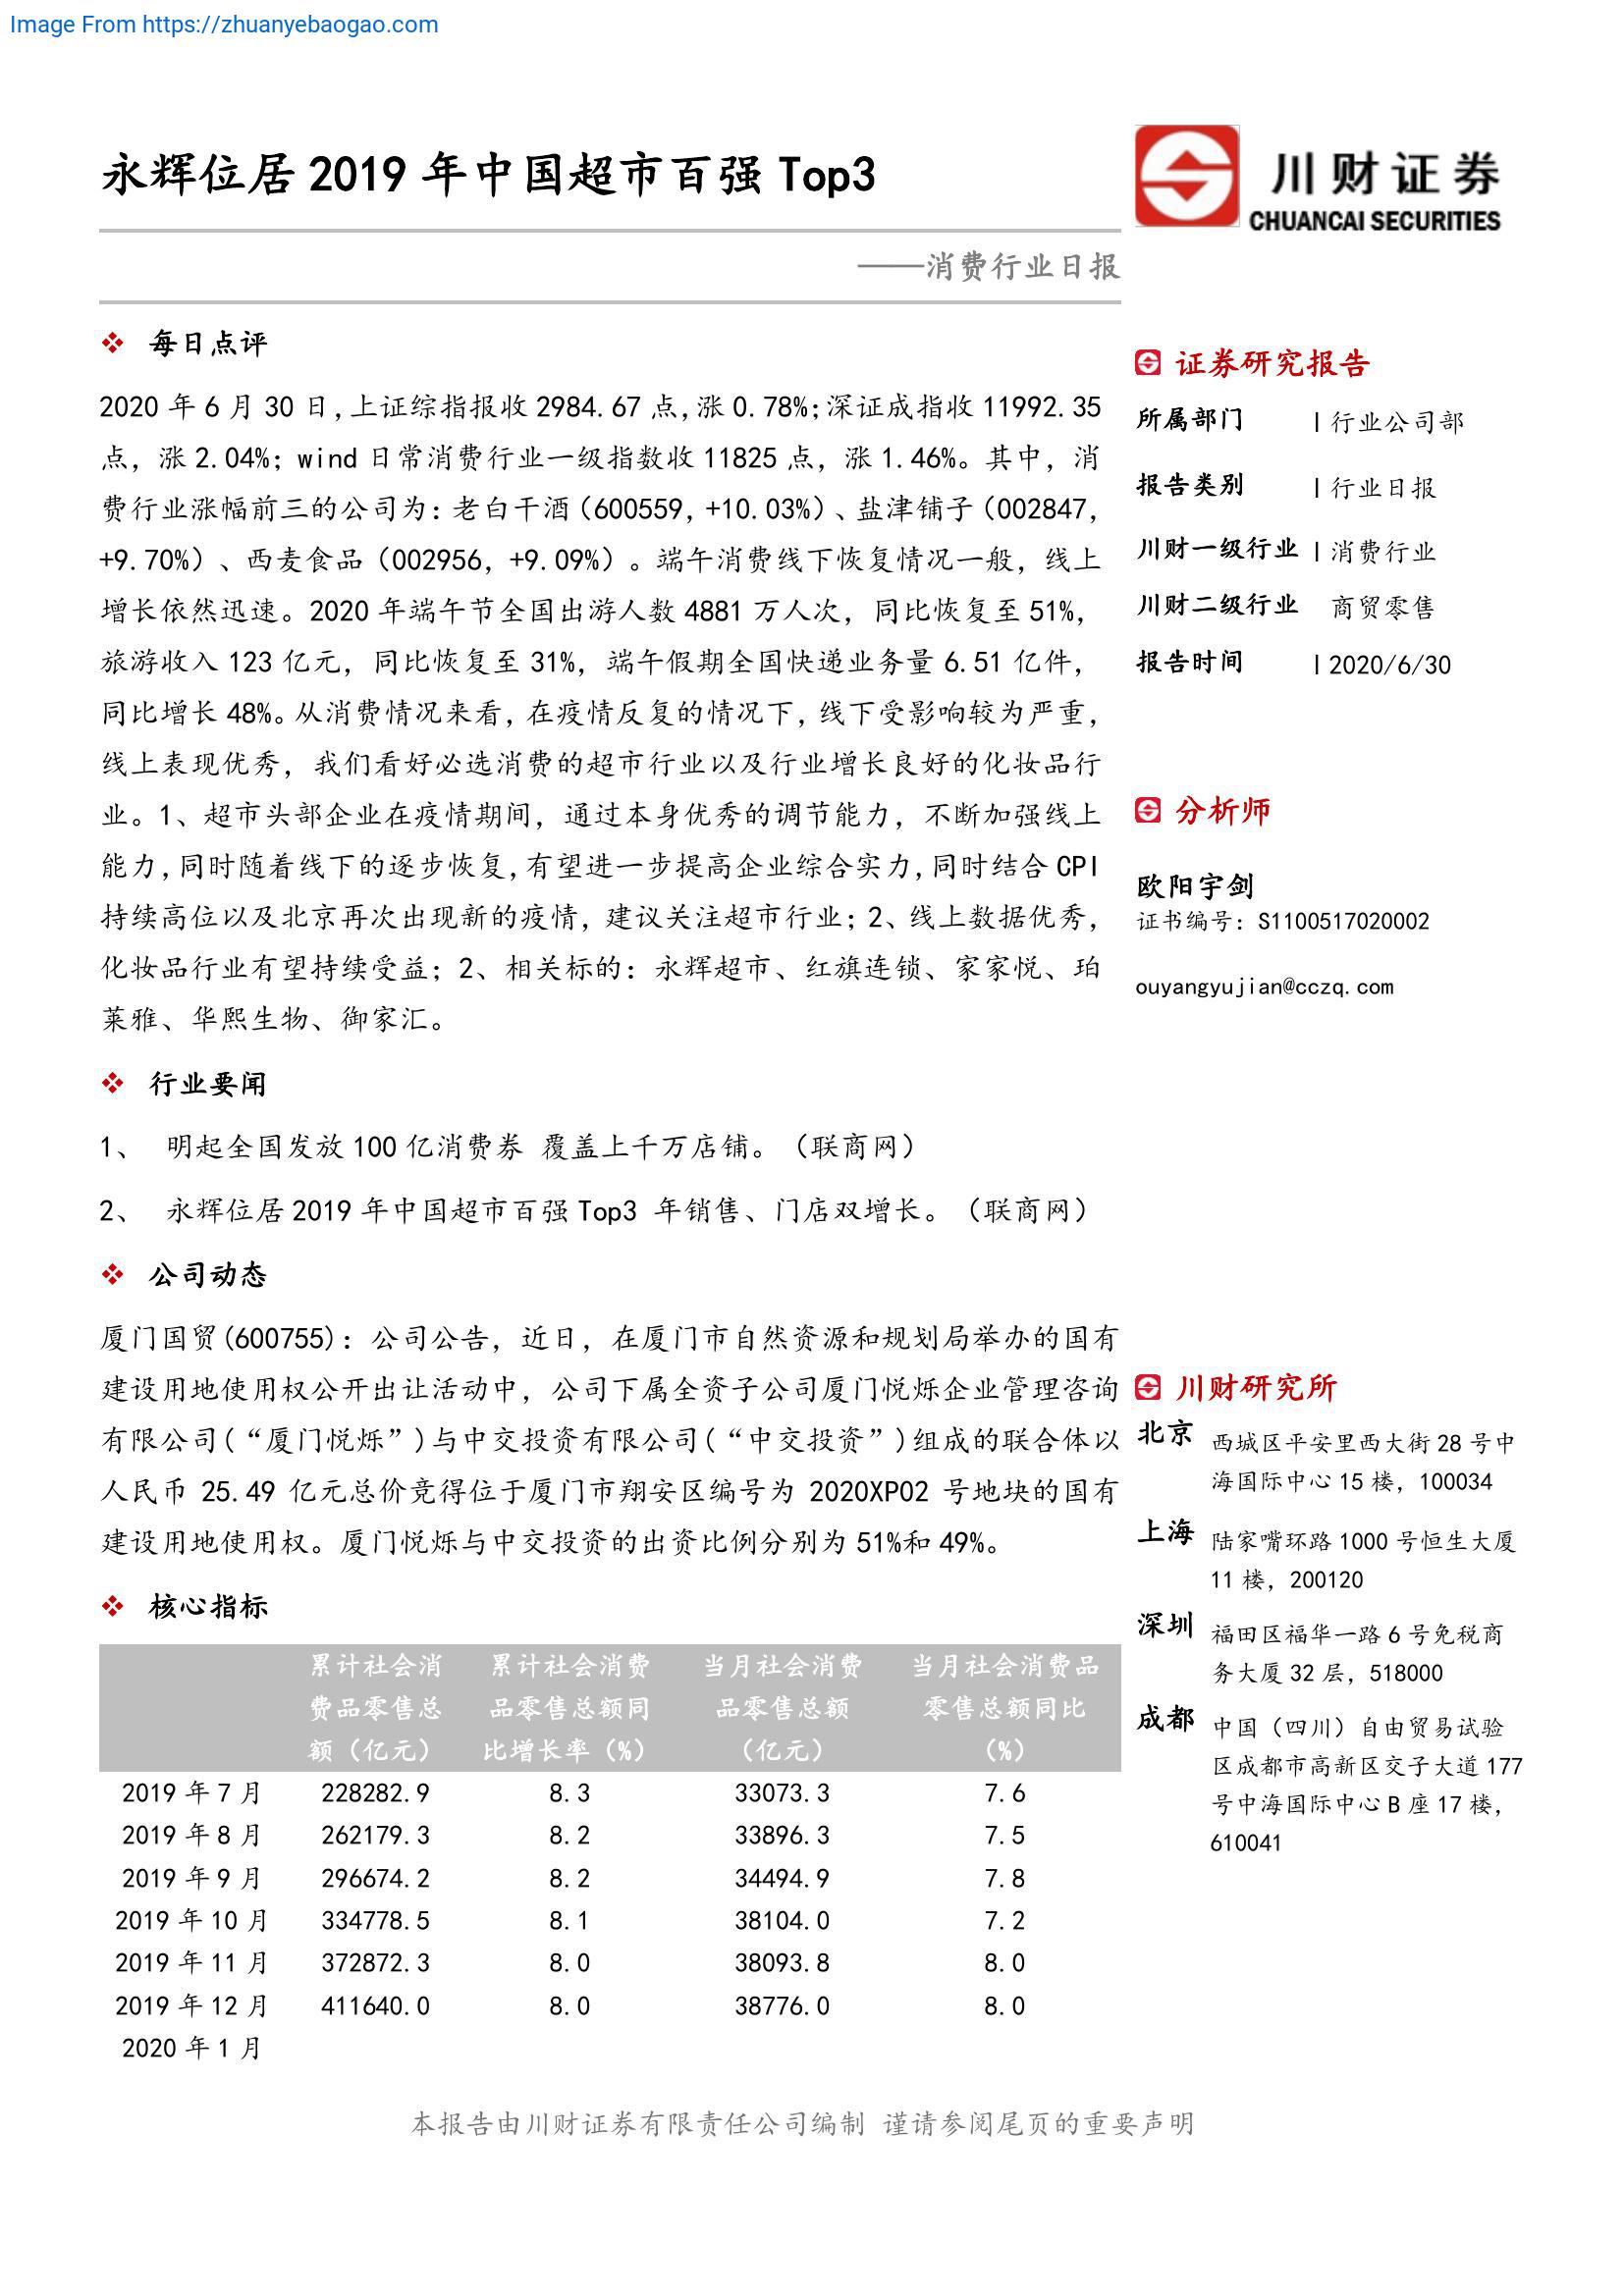 Image From https://zhuanyebaogao.com
永辉位居 2019 年中国超市百强 Top3
川财证券
CHUANCAI SECURITIES
——消费行业日报
每日点评
2020 年 6 月 30 日,上证综指报收 2984.67 点,涨 0.78%;深证成指收 11992.35
点，涨 2.04%；wind 日常消费行业一级指数收 11825 点，涨 1.46%。其中，消
费行业涨幅前三的公司为：老白干酒（600559，+10.03%）、盐津铺子（002847，
+9.70%）、西麦食品（002956，+9.09%）。端午消费线下恢复情况一般，线上
增长依然迅速。2020 年端午节全国出游人数 4881 万人次，同比恢复至 51%，
旅游收入 123 亿元，同比恢复至 31%，端午假期全国快递业务量 6.51 亿件，
同比增长 48%。从消费情况来看，在疫情反复的情况下，线下受影响较为严重，
线上表现优秀，我们看好必选消费的超市行业以及行业增长良好的化妆品行
业。1、超市头部企业在疫情期间，通过本身优秀的调节能力，不断加强线上
能力，同时随着线下的逐步恢复，有望进一步提高企业综合实力，同时结合 CPI
持续高位以及北京再次出现新的疫情，建议关注超市行业；2、线上数据优秀，
化妆品行业有望持续受益；2、相关标的：永辉超市、红旗连锁、家家悦、珀
莱雅、华熙生物、御家汇。
行业要闻
1、 明起全国发放 100 亿消费券 覆盖上千万店铺。（联商网）
2、 永辉位居 2019 年中国超市百强 Top3 年销售、门店双增长。（联商网）
公司动态
厦门国贸(600755)：公司公告，近日，在厦门市自然资源和规划局举办的国有
建设用地使用权公开出让活动中，公司下属全资子公司厦门悦烁企业管理咨询
有限公司(“厦门悦烁”)与中交投资有限公司(“中交投资”)组成的联合体以
人民币 25.49 亿元总价竞得位于厦门市翔安区编号为 2020XP02 号地块的国有
建设用地使用权。厦门悦烁与中交投资的出资比例分别为 51%和 49%。
核心指标
累计社会消 累计社会消费 当月社会消费 当月社会消费品
费品零售总 品零售总额同 品零售总额 零售总额同比
额（亿元） 比增长率（%） （亿元） （%）
2019 年 7 月 228282.9 8.3 33073.3 7.6
2019 年 8 月 262179.3 8.2 33896.3 7.5
2019 年 9 月 296674.2 8.2 34494.9 7.8
2019 年 10 月 334778.5 8.1 38104.0 7.2
2019 年 11 月 372872.3 8.0 38093.8 8.0
2019 年 12 月 411640.0 8.0 38776.0 8.0
2020 年 1 月
证券研究报告
所属部门 | 行业公司部
报告类别 | 行业日报
川财一级行业 | 消费行业
川财二级行业 商贸零售
报告时间 | 2020/6/30
分析师
欧阳宇剑
证书编号：S1100517020002
ouyangyujian@cczq.com
川财研究所
北京 西城区平安里西大街 28 号中
海国际中心 15 楼，100034
上海 陆家嘴环路 1000 号恒生大厦
11 楼，200120
深圳 福田区福华一路 6 号免税商
务大厦 32 层，518000
成都 中国（四川）自由贸易试验
区成都市高新区交子大道 177
号中海国际中心 B 座 17 楼，
610041
本报告由川财证券有限责任公司编制 谨请参阅尾页的重要声明